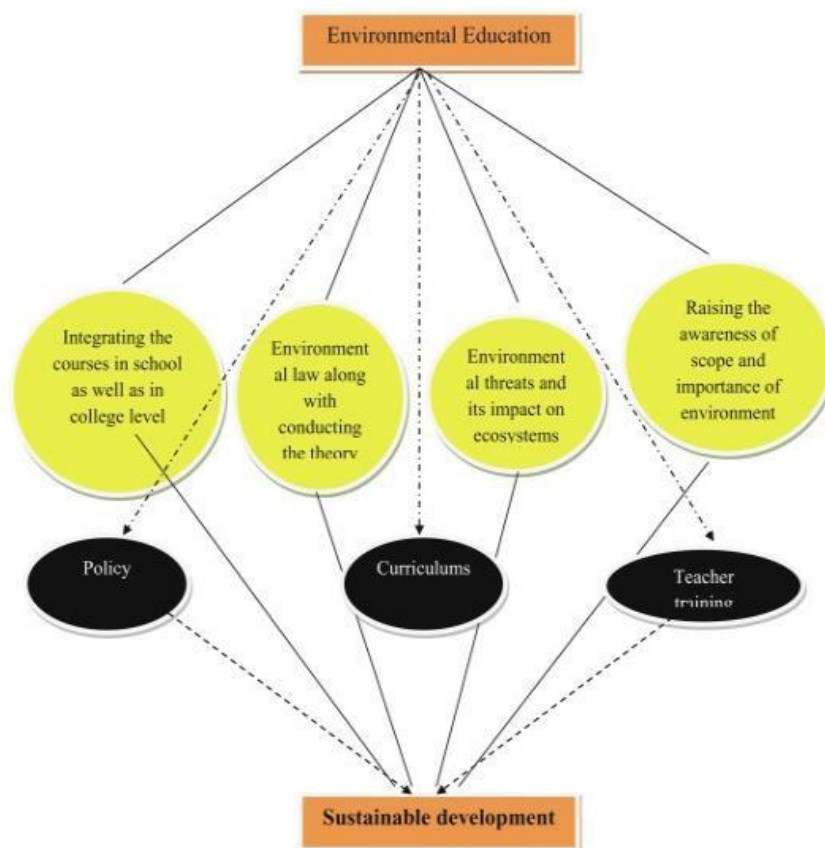 Environmental Education
Integrating the
courses in school
as well as in
college level
Environment
al law along
with
conducting
the theory
Environment
al threats and
its impact on
ecosystems
Raising the
awareness of
scope and
importance of
environment
Policy
Curriculums
Teacher
training
Sustainable development